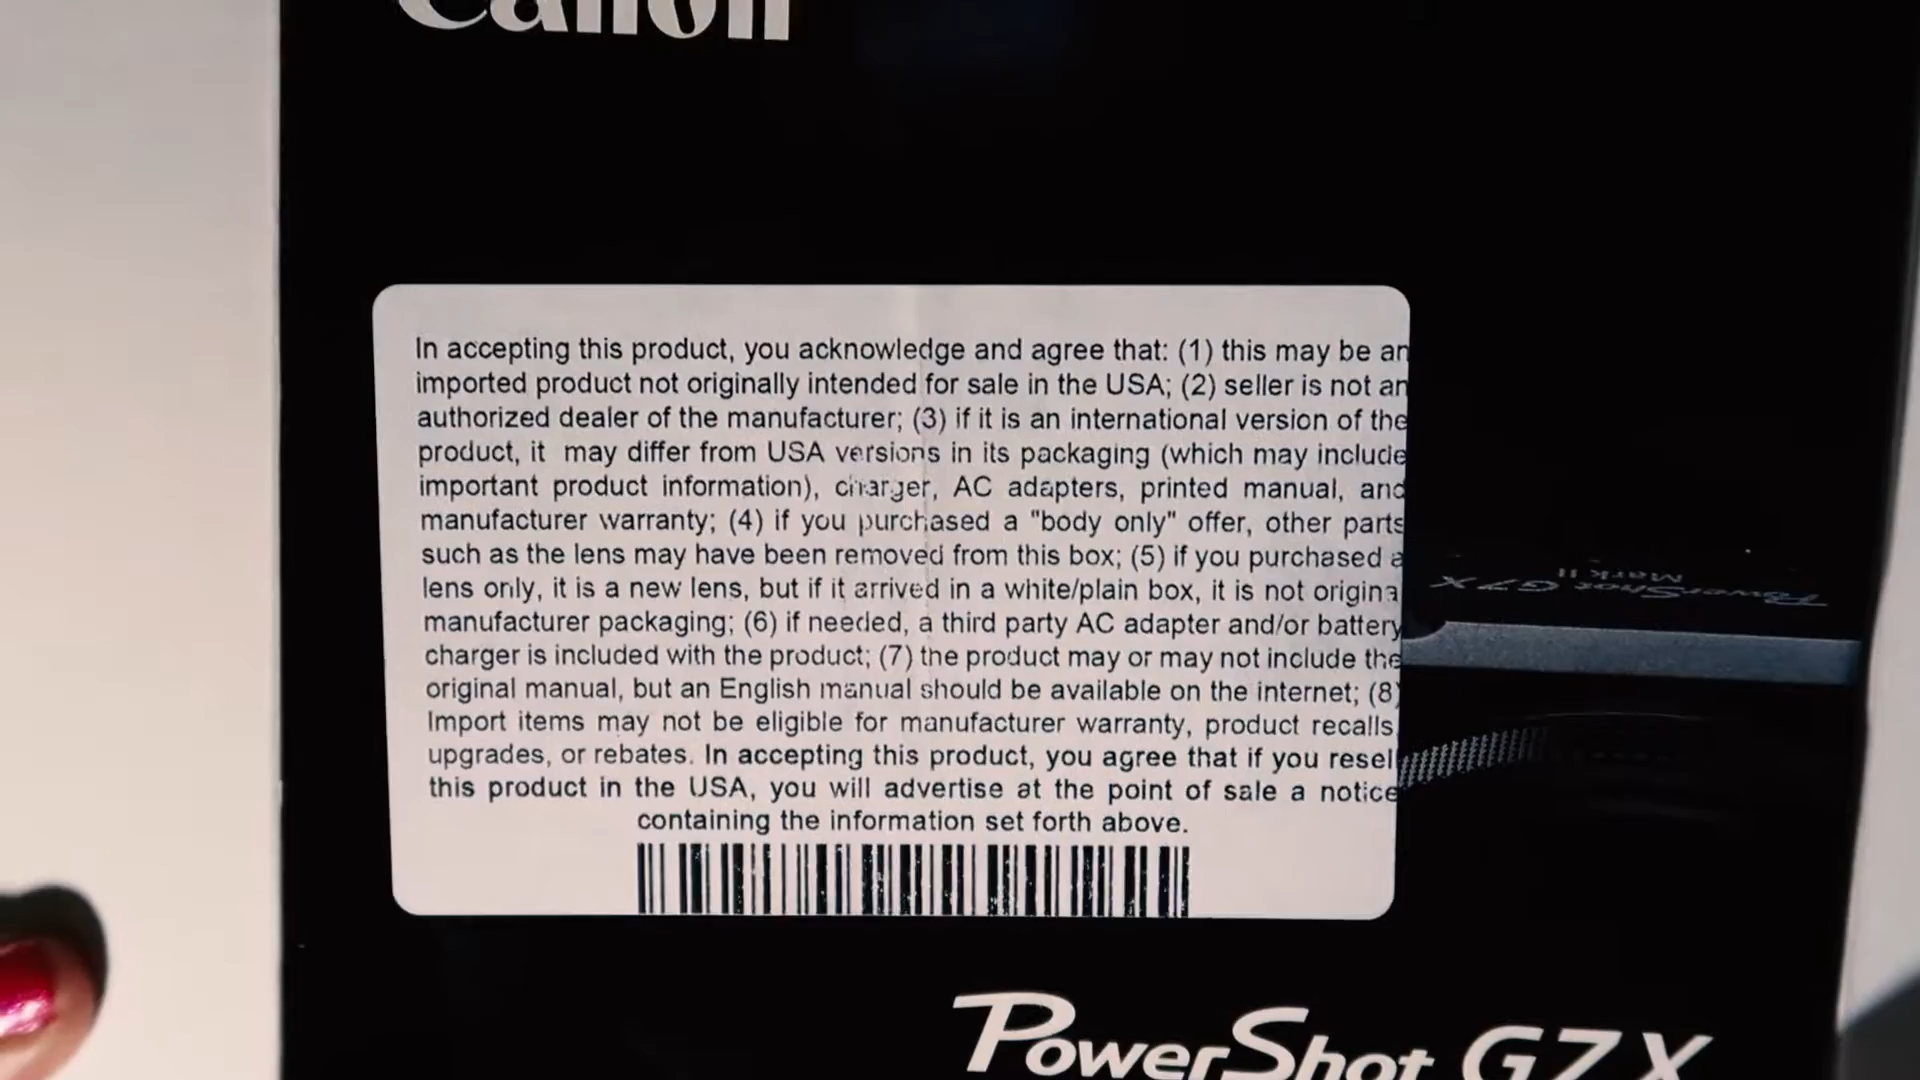 Canon
In accepting this product, you acknowledge and agree that: (1) this may be an
imported product not originally intended for sale in the USA; (2) seller is not an
authorized dealer of the manufacturer; (3) if it is an international version of the
product, it may differ from USA versions in its packaging (which may include
important product information), charger, AC adapters, printed manual, and
manufacturer warranty; (4) if you purchased a "body only" offer, other parts
such as the lens may have been removed from this box; (5) if you purchased a
lens only, it is a new lens, but if it arrived in a white/plain box, it is not origina
manufacturer packaging; (6) if needed, a third party AC adapter and/or battery
charger is included with the product; (7) the product may or may not include the
original manual, but an English manual should be available on the internet; (8)
Import items may not be eligible for manufacturer warranty, product recalls,
upgrades, or rebates. In accepting this product, you agree that if you resel
this product in the USA, you will advertise at the point of sale a notice
containing the information set forth above.
PowerShot G7 X
Mark II
PowerShot G7 X